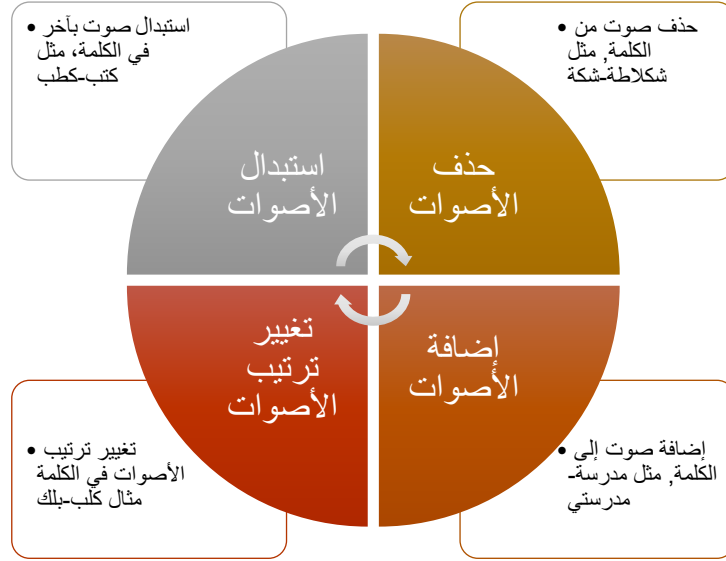 • حذف صوت من
الكلمة, مثل
شكلاطة-شكة
حذف
الأصوات
• استبدال صوت بآخر
في الكلمة، مثل
كتب-كطب
استبدال
الأصوات
إضافة
الأصوات
• إضافة صوت إلى
الكلمة, مثل مدرسة-
مدرستي
تغيير
ترتيب
الأصوات
• تغيير ترتيب
الأصوات في الكلمة
مثال كلب-بلك